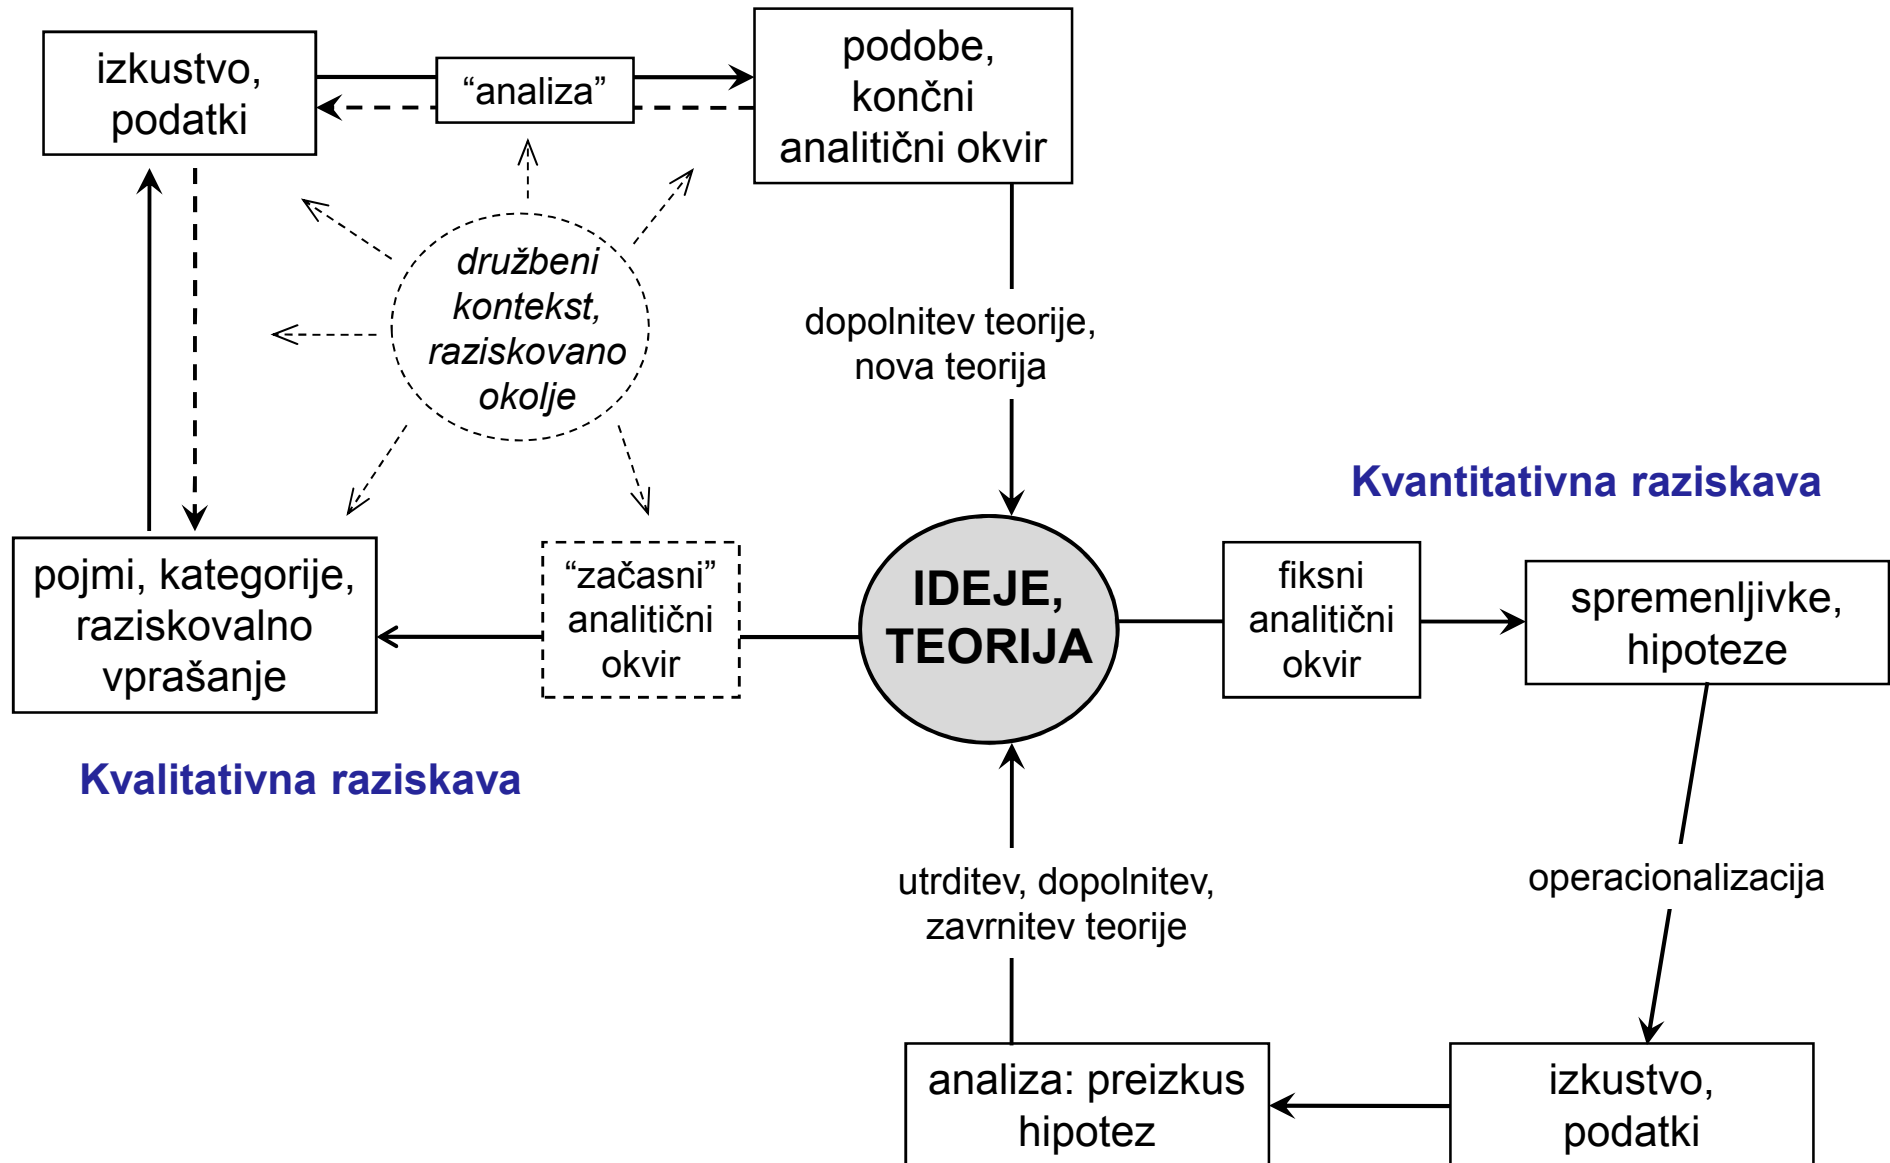 izkustvo,
podatki
“analiza”
podobe,
končni
analitični okvir
družbeni
kontekst,
raziskovano
okolje
dopolnitev teorije,
nova teorija
Kvantitativna raziskava
pojmi, kategorije,
raziskovalno
vprašanje
“začasni”
analitični
okvir
IDEJE,
TEORIJA
fiksni
analitični
okvir
spremenljivke,
hipoteze
Kvalitativna raziskava
utrditev, dopolnitev,
zavrnitev teorije
operacionalizacija
analiza: preizkus
hipotez
izkustvo,
podatki